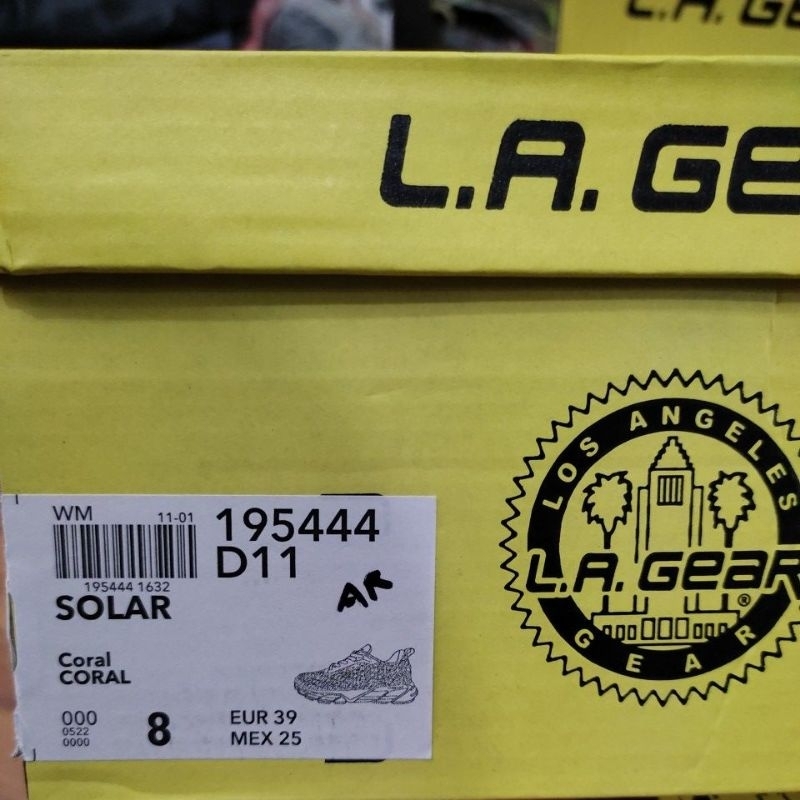 L.A. GE
L.A. GE
LOS ANGELES
L.A. GEAR
®
GEAR
WM
11-01
195444
D11
195444 1632
SOLAR
AR
Coral
CORAL
000
0522
0000
8
EUR 39
MEX 25